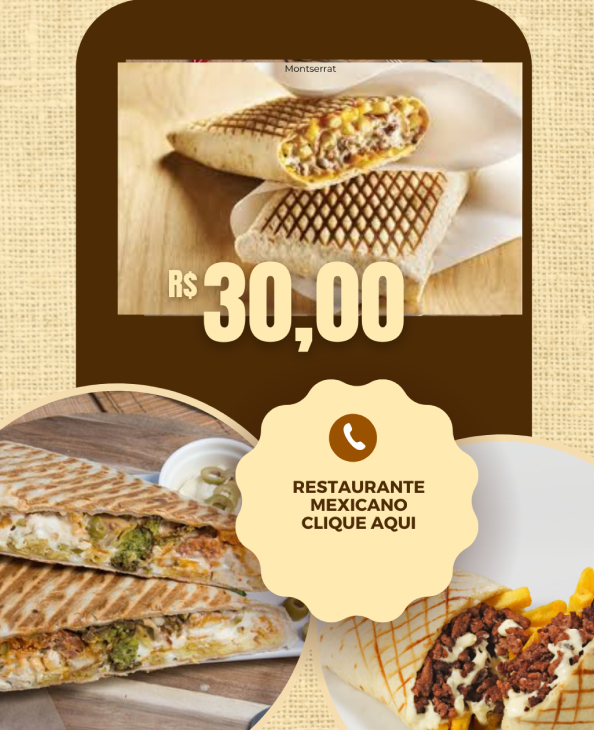 Montserrat
R$ 30,00
RESTAURANTE
MEXICANO
CLIQUE AQUI